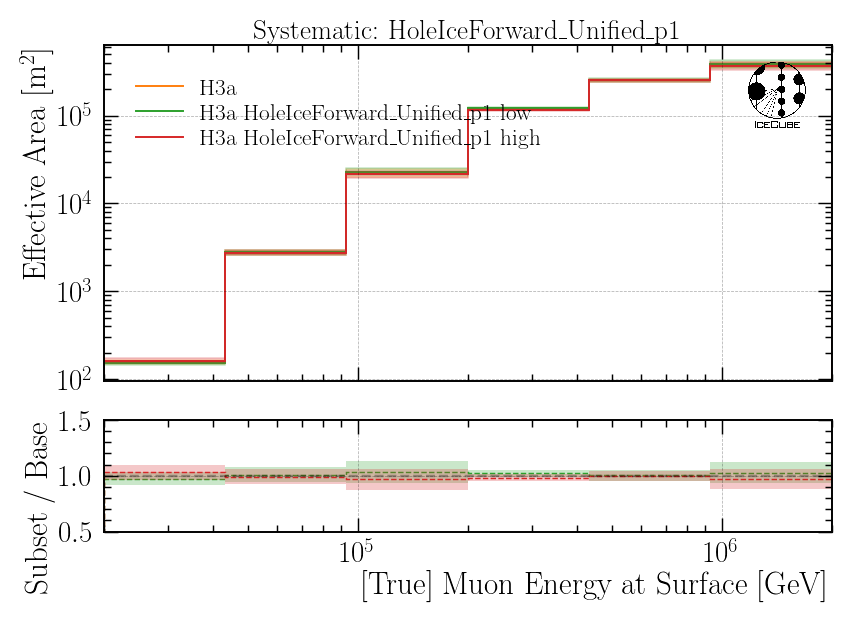 Systematic: HoleIceForward_Unified_p1
Effective Area [m²]
10⁵
10⁴
10³
10²
H3a
H3a HoleIceForward_Unified_p1 low
H3a HoleIceForward_Unified_p1 high
IceCube
Subset / Base
1.5
1.0
0.5
10⁵
10⁶
[True] Muon Energy at Surface [GeV]